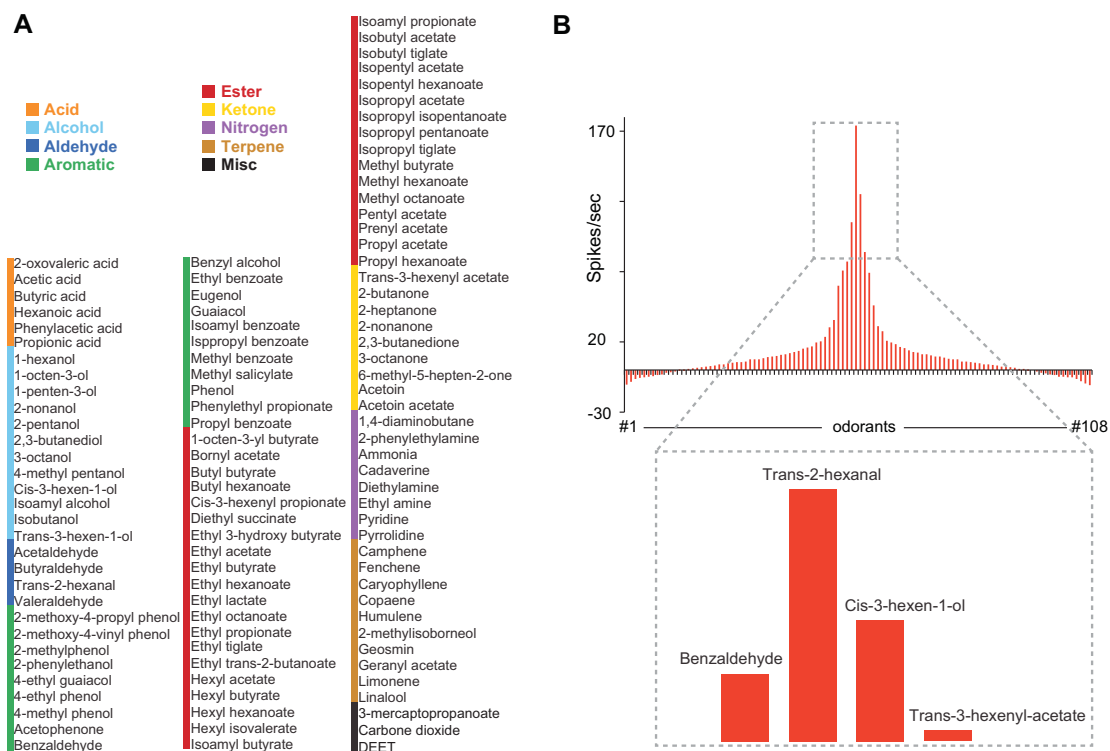 A
Acid
Alcohol
Aldehyde
Aromatic
Ester
Ketone
Nitrogen
Terpene
Misc
2-oxovaleric acid
Acetic acid
Butyric acid
Hexanoic acid
Phenylacetic acid
Propionic acid
1-hexanol
1-octen-3-ol
1-penten-3-ol
2-nonanol
2-pentanol
2,3-butanediol
3-octanol
4-methyl pentanol
Cis-3-hexen-1-ol
Isoamyl alcohol
Isobutanol
Trans-3-hexen-1-ol
Acetaldehyde
Butyraldehyde
Trans-2-hexanal
Valeraldehyde
2-methoxy-4-propyl phenol
2-methoxy-4-vinyl phenol
2-methylphenol
2-phenylethanol
4-ethyl guaiacol
4-ethyl phenol
4-methyl phenol
Acetophenone
Benzaldehyde
Benzyl alcohol
Ethyl benzoate
Eugenol
Guaiacol
Isoamyl benzoate
Isppropyl benzoate
Methyl benzoate
Methyl salicylate
Phenol
Phenylethyl propionate
Propyl benzoate
1-octen-3-yl butyrate
Bornyl acetate
Butyl butyrate
Butyl hexanoate
Cis-3-hexenyl propionate
Diethyl succinate
Ethyl 3-hydroxy butyrate
Ethyl acetate
Ethyl butyrate
Ethyl hexanoate
Ethyl lactate
Ethyl octanoate
Ethyl propionate
Ethyl tiglate
Ethyl trans-2-butanoate
Hexyl acetate
Hexyl butyrate
Hexyl hexanoate
Hexyl isovalerate
Isoamyl butyrate
Isoamyl propionate
Isobutyl acetate
Isobutyl tiglate
Isopentyl acetate
Isopentyl hexanoate
Isopropyl acetate
Isopropyl isopentanoate
Isopropyl pentanoate
Isopropyl tiglate
Methyl butyrate
Methyl hexanoate
Methyl octanoate
Pentyl acetate
Prenyl acetate
Propyl acetate
Propyl hexanoate
Trans-3-hexenyl acetate
2-butanone
2-heptanone
2-nonanone
2,3-butanedione
3-octanone
6-methyl-5-hepten-2-one
Acetoin
Acetoin acetate
1,4-diaminobutane
2-phenylethylamine
Ammonia
Cadaverine
Diethylamine
Ethyl amine
Pyridine
Pyrrolidine
Camphene
Fenchene
Caryophyllene
Copaene
Humulene
2-methylisoborneol
Geosmin
Geranyl acetate
Limonene
Linalool
3-mercaptopropanoate
Carbone dioxide
DEET
B
Spikes/sec
170
20
-30
#1 odorants #108
Trans-2-hexanal
Cis-3-hexen-1-ol
Benzaldehyde
Trans-3-hexenyl-acetate